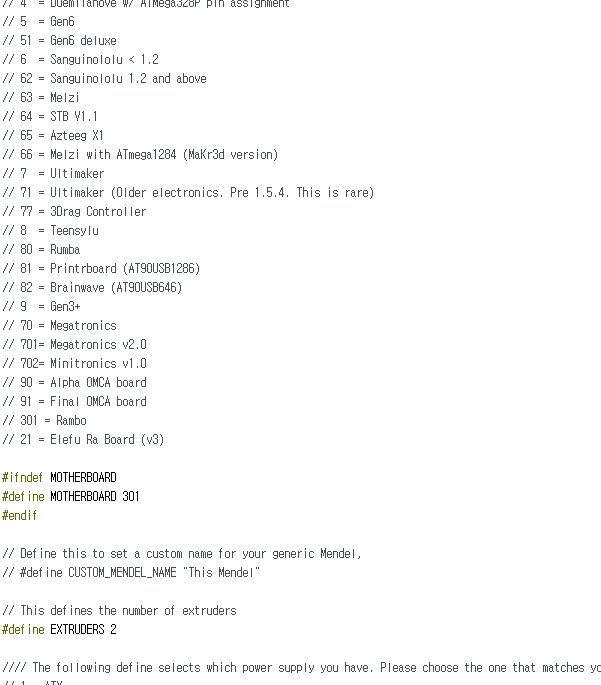 // 4  = Duemilanove w/ ATMega328P pin assignment
// 5  = Gen6
// 51 = Gen6 deluxe
// 6  = Sanguinololu < 1.2
// 62 = Sanguinololu 1.2 and above
// 63 = Melzi
// 64 = STB V1.1
// 65 = Azteeg X1
// 66 = Melzi with ATmega1284 (MaKr3d version)
// 7  = Ultimaker
// 71 = Ultimaker (Older electronics. Pre 1.5.4. This is rare)
// 77 = 3Drag Controller
// 8  = Teensylu
// 80 = Rumba
// 81 = Printrboard (AT90USB1286)
// 82 = Brainwave (AT90USB646)
// 9  = Gen3+
// 70 = Megatronics
// 701= Megatronics v2.0
// 702= Minitronics v1.0
// 90 = Alpha OMCA board
// 91 = Final OMCA board
// 301 = Rambo
// 21 = Elefu Ra Board (v3)
#ifndef MOTHERBOARD
#define MOTHERBOARD 301
#endif
// Define this to set a custom name for your generic Mendel,
// #define CUSTOM_MENDEL_NAME "This Mendel"
// This defines the number of extruders
#define EXTRUDERS 2
//// The following define selects which power supply you have. Please choose the one that matches yo
// 1 = ATX